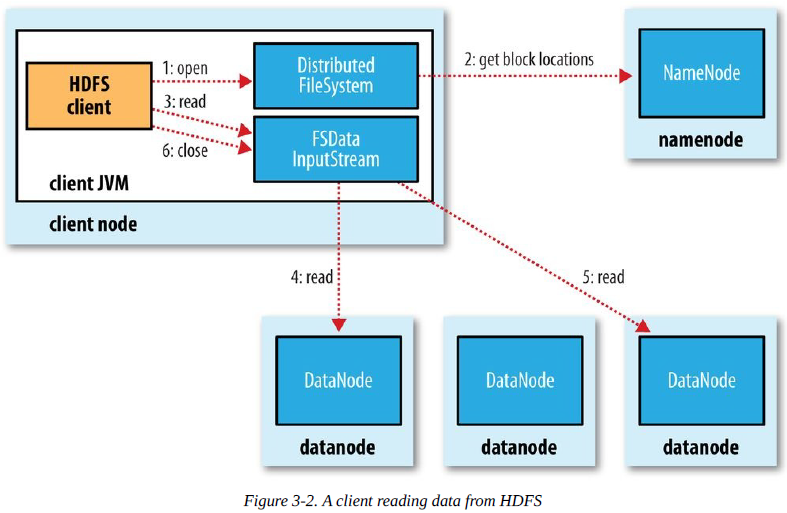 1: open
Distributed
FileSystem
2: get block locations
NameNode
namenode
HDFS
client
3: read
6: close
FSData
InputStream
client JVM
client node
4: read
5: read
DataNode
datanode
DataNode
datanode
DataNode
datanode
Figure 3-2. A client reading data from HDFS